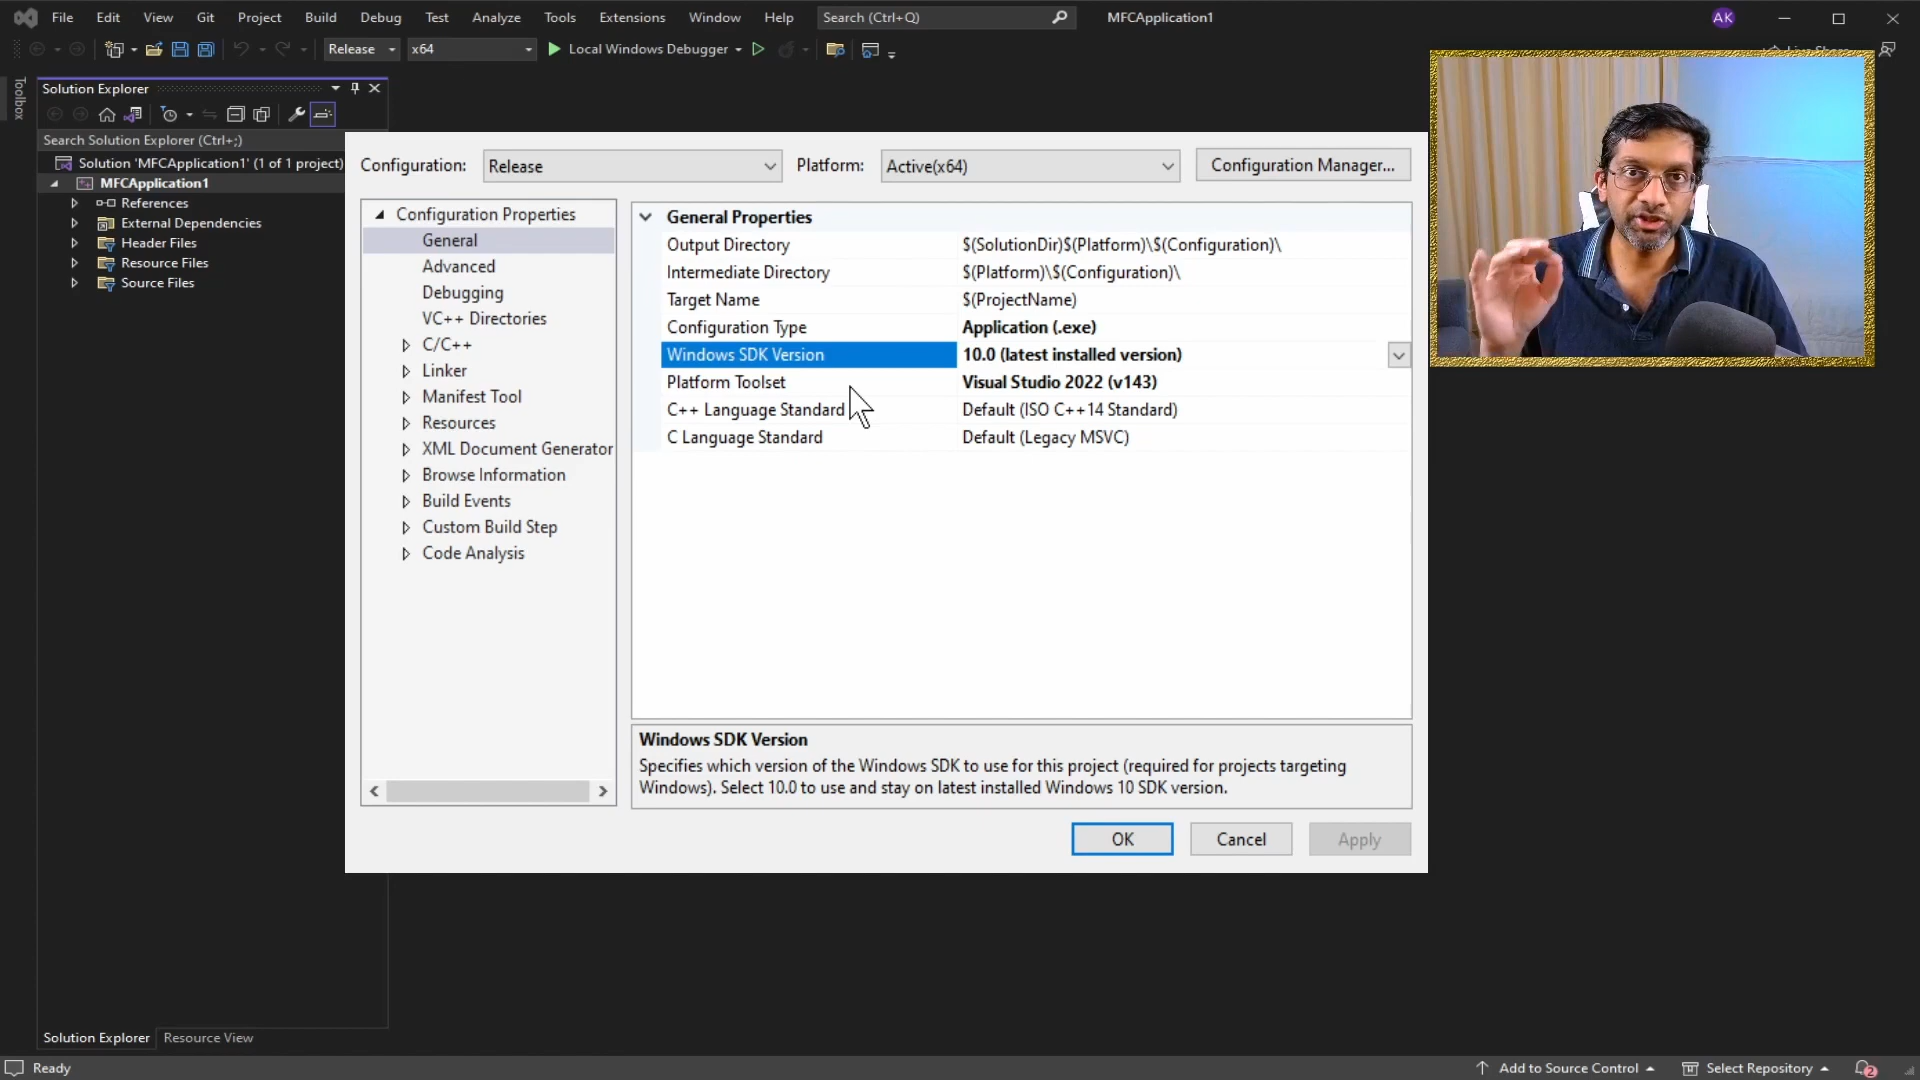 File Edit View Git Project Build Debug Test Analyze Tools Extensions Window Help Search (Ctrl+Q) MFCApplication1 AK
Release x64 Local Windows Debugger
Toolbox
Solution Explorer
Search Solution Explorer (Ctrl+;)
Solution 'MFCApplication1' (1 of 1 project)
MFCApplication1
References
External Dependencies
Header Files
Resource Files
Source Files
Configuration: Release Platform: Active(x64) Configuration Manager...
Configuration Properties
General
Advanced
Debugging
VC++ Directories
C/C++
Linker
Manifest Tool
Resources
XML Document Generator
Browse Information
Build Events
Custom Build Step
Code Analysis
General Properties
Output Directory $(SolutionDir)$(Platform)\$(Configuration)\
Intermediate Directory $(Platform)\$(Configuration)\
Target Name $(ProjectName)
Configuration Type Application (.exe)
Windows SDK Version 10.0 (latest installed version)
Platform Toolset Visual Studio 2022 (v143)
C++ Language Standard Default (ISO C++14 Standard)
C Language Standard Default (Legacy MSVC)
Windows SDK Version
Specifies which version of the Windows SDK to use for this project (required for projects targeting
Windows). Select 10.0 to use and stay on latest installed Windows 10 SDK version.
OK Cancel Apply
Solution Explorer Resource View
Ready Add to Source Control Select Repository 2